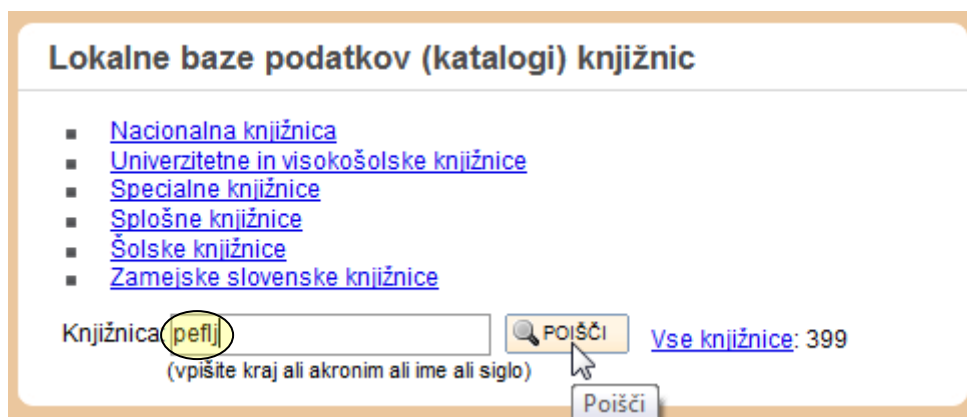 Lokalne baze podatkov (katalogi) knjižnic
Nacionalna knjižnica
Univerzitetne in visokošolske knjižnice
Specialne knjižnice
Splošne knjižnice
Šolske knjižnice
Zamejske slovenske knjižnice
Knjižnica peflj POIŠČI Vse knjižnice: 399
(vpišite kraj ali akronim ali ime ali siglo)
Poišči